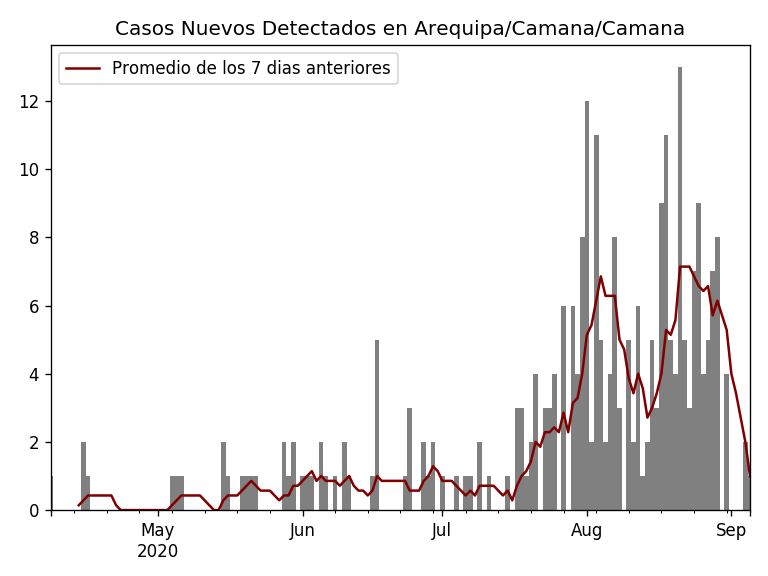 Casos Nuevos Detectados en Arequipa/Camana/Camana
Promedio de los 7 dias anteriores
12
10
8
6
4
2
0
May Jun Jul Aug Sep
2020